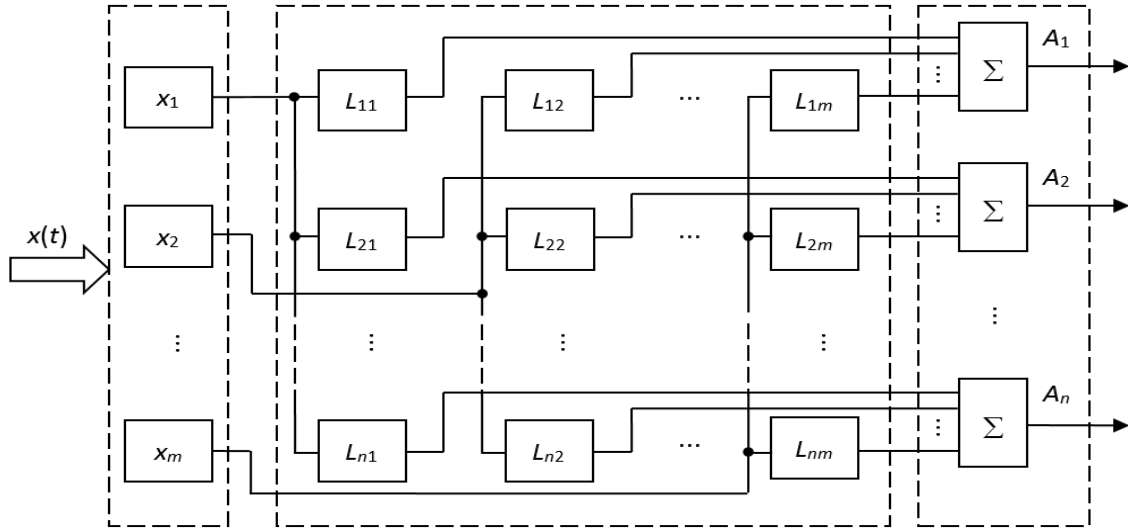 x(t)
x₁ L₁₁ L₁₂ ... L₁ₘ ⋮ Σ A₁
x₂ L₂₁ L₂₂ ... L₂ₘ ⋮ Σ A₂
⋮ ⋮ ⋮ ⋮ ⋮
xₘ Lₙ₁ Lₙ₂ ... Lₙₘ ⋮ Σ Aₙ